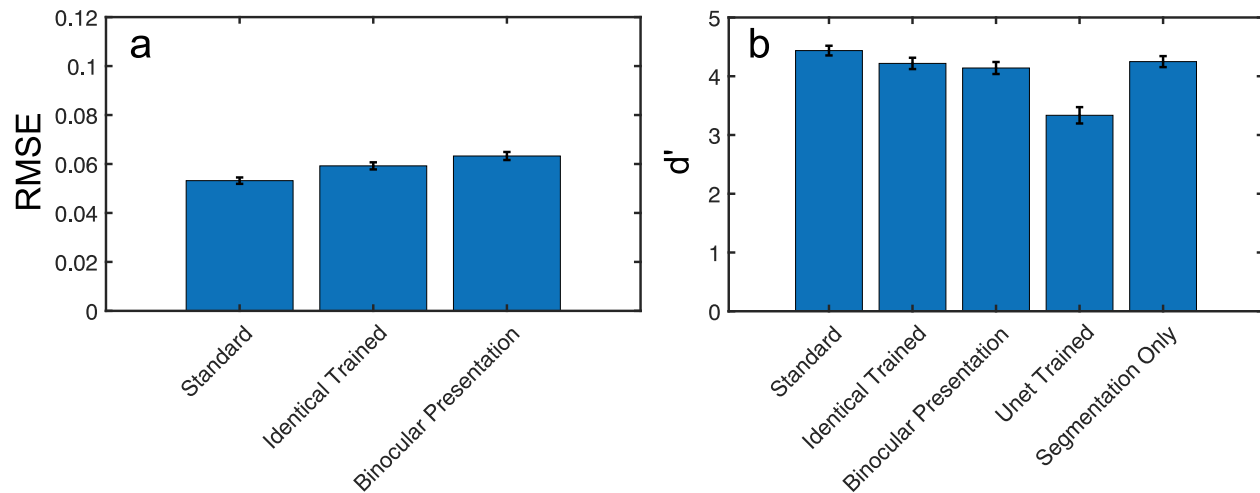 a
RMSE
0.12
0.1
0.08
0.06
0.04
0.02
0
Standard
Identical Trained
Binocular Presentation
b
d'
5
4
3
2
1
0
Standard
Identical Trained
Binocular Presentation
Unet Trained
Segmentation Only